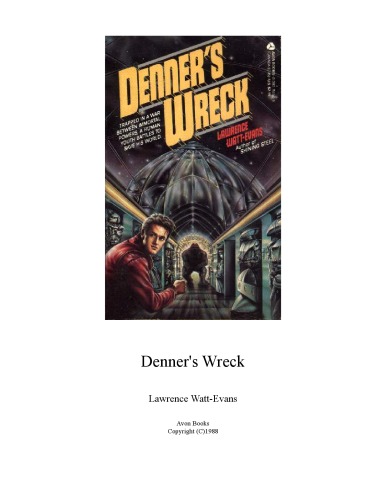 DENNER'S
WRECK
TRAPPED IN A WAR
BETWEEN IMMORTAL
POWERS, A HUMAN
YOUTH BATTLES TO
SAVE HIS WORLD.
LAWRENCE
WATT-EVANS
Author of
SHINING STEEL
Denner's Wreck
Lawrence Watt-Evans
Avon Books
Copyright (C)1988